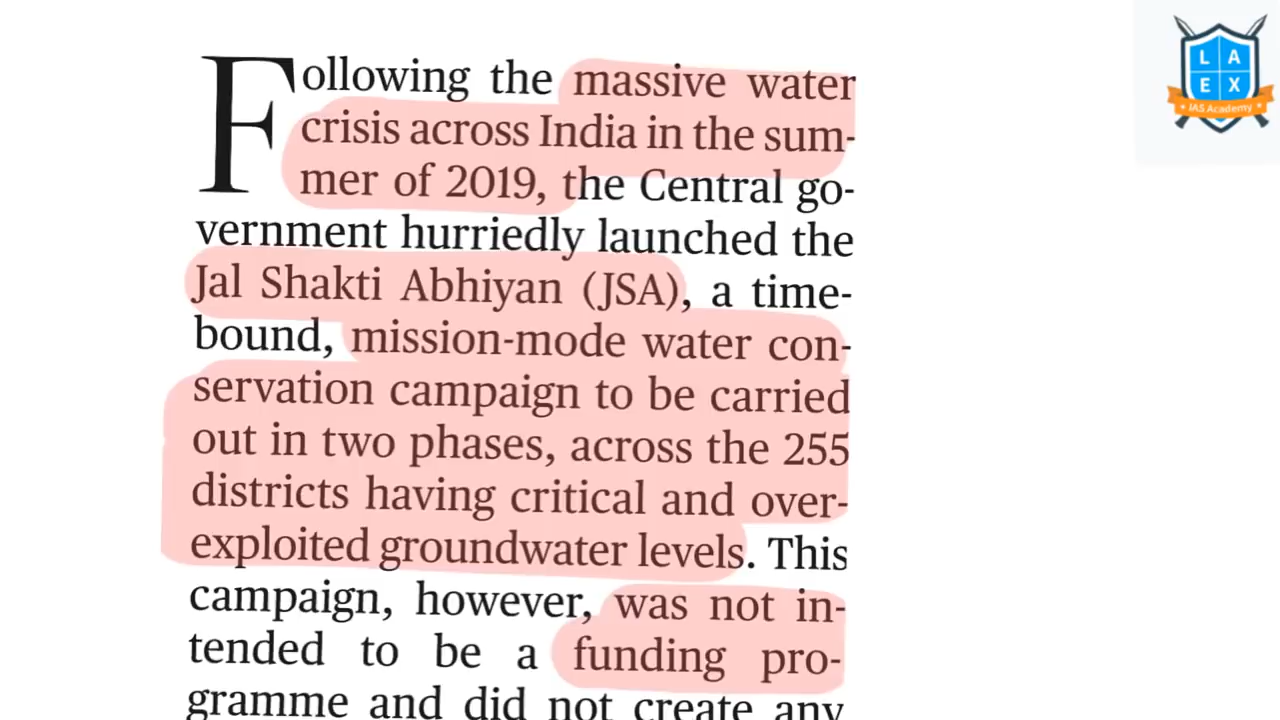 Following the massive water
crisis across India in the sum-
mer of 2019, the Central go-
vernment hurriedly launched the
Jal Shakti Abhiyan (JSA), a time-
bound, mission-mode water con-
servation campaign to be carried
out in two phases, across the 255
districts having critical and over-
exploited groundwater levels. This
campaign, however, was not in-
tended to be a funding pro-
gramme and did not create any
L A
E X
IAS Academy